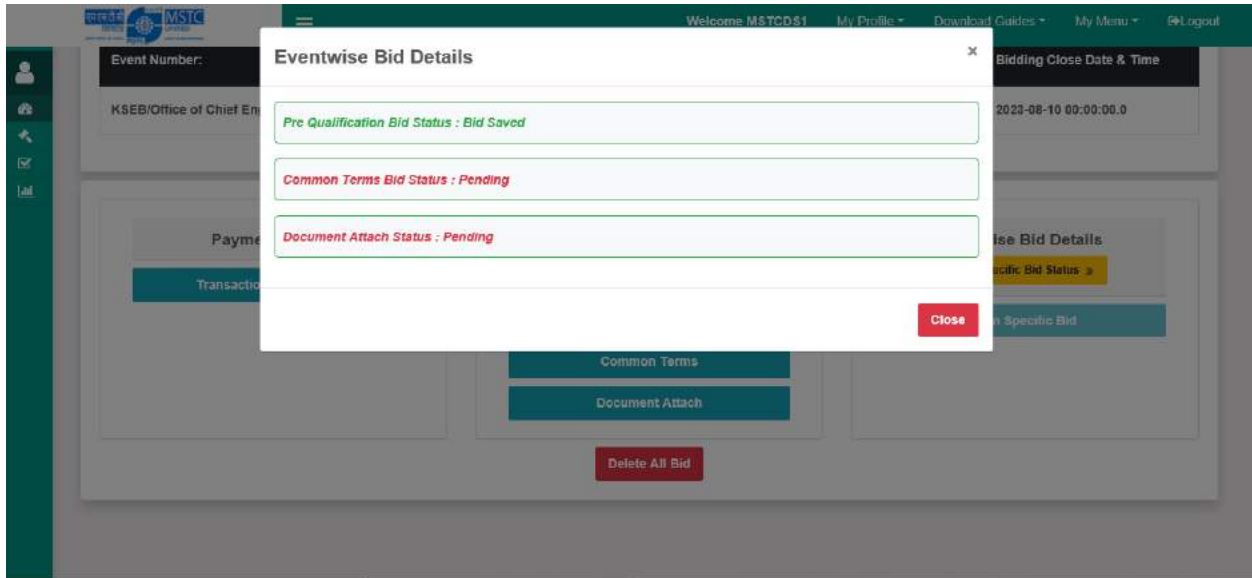 MSTC
Welcome MSTCDS1
My Profile
Download Guides
My Menu
Logout
Event Number:
Bidding Close Date & Time
KSEB/Office of Chief En
2023-08-10 00:00:00.0
Eventwise Bid Details
×
Pre Qualification Bid Status : Bid Saved
Common Terms Bid Status : Pending
Document Attach Status : Pending
Close
Payme
Transactio
ise Bid Details
ecific Bid Status »
n Specific Bid
Common Terms
Document Attach
Delete All Bid